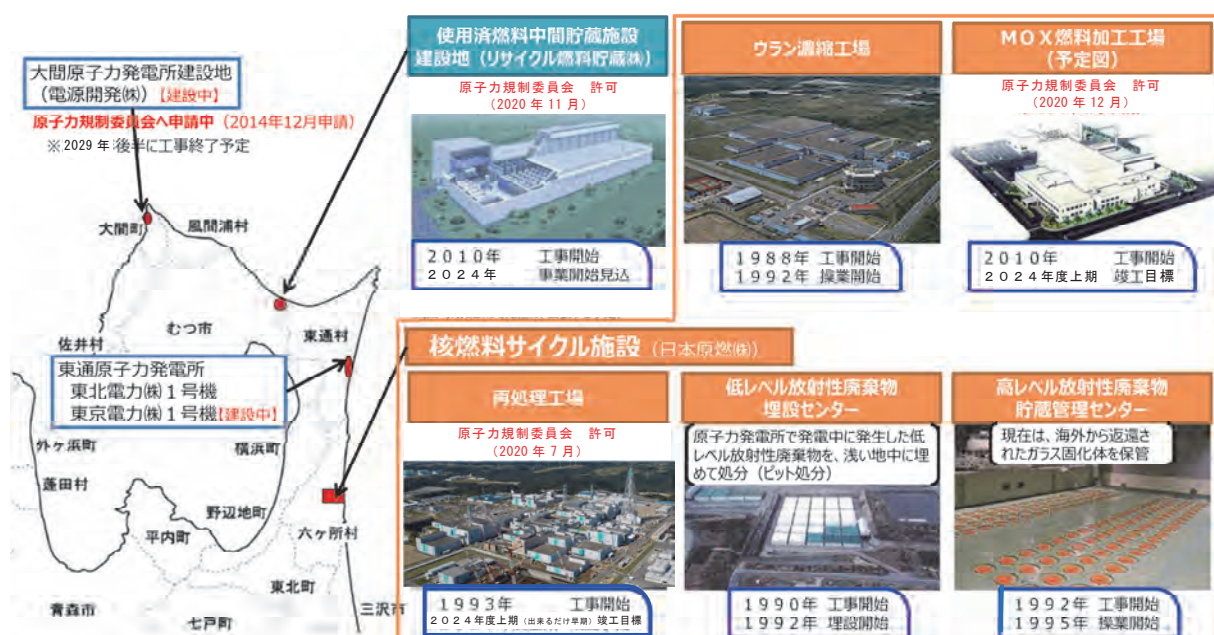 大間原子力発電所建設地
(電源開発㈱)【建設中】
原子力規制委員会へ申請中(2014年12月申請)
※2029年後半に工事終了予定
使用済燃料中間貯蔵施設
建設地(リサイクル燃料貯蔵㈱)
原子力規制委員会 許可
(2020年11月)
2010年 工事開始
2024年 事業開始見込
ウラン濃縮工場
1988年 工事開始
1992年 操業開始
MOX燃料加工工場
(予定図)
原子力規制委員会 許可
(2020年12月)
2010年 工事開始
2024年度上期 竣工目標
大間町
風間浦村
むつ市
佐井村
東通村
東通原子力発電所
東北電力㈱1号機
東京電力㈱1号機【建設中】
外ヶ浜町
横浜町
蓬田村
野辺地町
平内町
六ヶ所村
東北町
青森市
七戸町
三沢市
核燃料サイクル施設(日本原燃㈱)
再処理工場
原子力規制委員会 許可
(2020年7月)
1993年 工事開始
2024年度上期(出来るだけ早期)竣工目標
低レベル放射性廃棄物
埋設センター
原子力発電所で発電中に発生した低
レベル放射性廃棄物を、浅い地中に埋
めて処分(ピット処分)
1990年 工事開始
1992年 埋設開始
高レベル放射性廃棄物
貯蔵管理センター
現在は、海外から返還さ
れたガラス固化体を保管
1992年 工事開始
1995年 操業開始